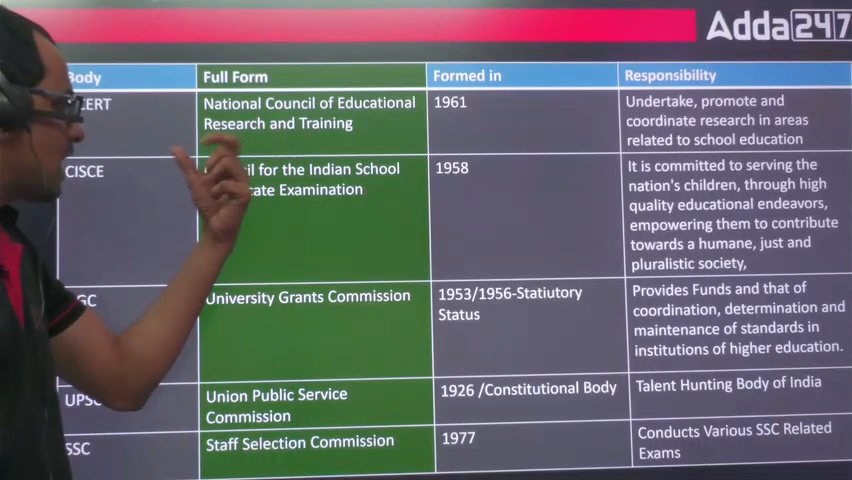 Adda247
Body Full Form Formed in Responsibility
CERT National Council of Educational 1961 Undertake, promote and
Research and Training coordinate research in areas
related to school education
CISCE for the Indian School 1958 It is committed to serving the
Examination nation's children, through high
quality educational endeavors,
empowering them to contribute
towards a humane, just and
pluralistic society,
GC University Grants Commission 1953/1956-Statiutory Provides Funds and that of
Status coordination, determination and
maintenance of standards in
institutions of higher education.
UPSC Union Public Service 1926 /Constitutional Body Talent Hunting Body of India
Commission
SSC Staff Selection Commission 1977 Conducts Various SSC Related
Exams